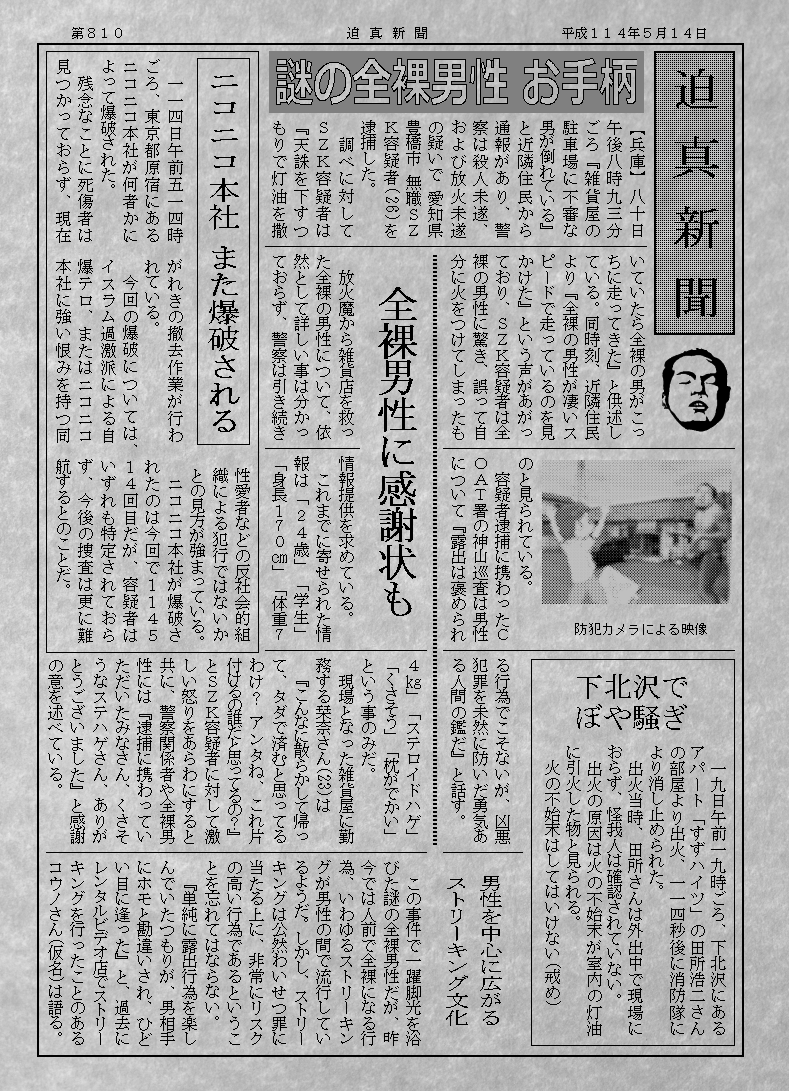 第８１０
迫真新聞
平成１１４年５月１４日
迫真新聞
謎の全裸男性 お手柄
【兵庫】八十日
午後八時九三分
ごろ『雑貨屋の
駐車場に不審な
男が倒れている』
と近隣住民から
通報があり、警
察は殺人未遂、
および放火未遂
の疑いで 愛知県
豊橋市 無職ＳＺ
Ｋ容疑者(26)を
逮捕した。
調べに対して
ＳＺＫ容疑者は
『天誅を下すつ
もりで灯油を撒
いていたら全裸の男がこっ
ちに走ってきた』と供述し
ている。同時刻、近隣住民
より『全裸の男性が凄いス
ピードで走っているのを見
かけた』という声があがっ
ており、ＳＺＫ容疑者は全
裸の男性に驚き、誤って自
分に火をつけてしまったも
のと見られている。
容疑者逮捕に携わったＣ
ＯＡＴ署の神山巡査は男性
について『露出は褒められ
る行為でこそないが、凶悪
犯罪を未然に防いだ勇気あ
る人間の鑑だ』と話す。
防犯カメラによる映像
全裸男性に感謝状も
放火魔から雑貨店を救っ
た全裸の男性について、依
然として詳しい事は分かっ
ておらず、警察は引き続き
情報提供を求めている。
これまでに寄せられた情
報は「２４歳」「学生」
「身長１７０㎝」「体重７
４㎏」「ステロイドハゲ」
「くさそう」「枕がでかい」
という事のみだ。
現場となった雑貨屋に勤
務する栞奈さん(23)は
『こんなに散らかして帰っ
て、タダで済むと思ってる
わけ？ アンタね、これ片
付けるの誰だと思ってるの？』
とＳＺＫ容疑者に対して激
しい怒りをあらわにすると
共に、警察関係者や全裸男
性には『逮捕に携わってい
ただいたみなさん、くさそ
うなステハゲさん、ありが
とうございました』と感謝
の意を述べている。
ニコニコ本社 また爆破される
一一四日午前五一四時
ごろ、東京都原宿にある
ニコニコ本社が何者かに
よって爆破された。
残念なことに死傷者は
見つかっておらず、現在
がれきの撤去作業が行わ
れている。
今回の爆破については、
イスラム過激派による自
爆テロ、またはニコニコ
本社に強い恨みを持つ同
性愛者などの反社会的組
織による犯行ではないか
との見方が強まっている。
ニコニコ本社が爆破さ
れたのは今回で１１４５
１４回目だが、容疑者は
いずれも特定されておら
ず、今後の捜査は更に難
航するとのことだ。
下北沢で
ぼや騒ぎ
一九日午前一九時ごろ、下北沢にある
アパート「すずハイツ」の田所浩二さん
の部屋より出火、一一四秒後に消防隊に
より消し止められた。
出火当時、田所さんは外出中で現場に
おらず、怪我人は確認されていない。
出火の原因は火の不始末が室内の灯油
に引火した物と見られる。
火の不始末はしてはいけない（戒め）
男性を中心に広がる
ストリーキング文化
この事件で一躍脚光を浴
びた謎の全裸男性だが、昨
今では人前で全裸になる行
為、いわゆるストリーキン
グが男性の間で流行してい
るようだ。しかし、ストリー
キングは公然わいせつ罪に
当たる上に、非常にリスク
の高い行為であるというこ
とを忘れてはならない。
『単純に露出行為を楽し
んでいたつもりが、男相手
にホモと勘違いされ、ひど
い目に逢った』と、過去に
レンタルビデオ店でストリー
キングを行ったことのある
コウノさん(仮名)は語る。